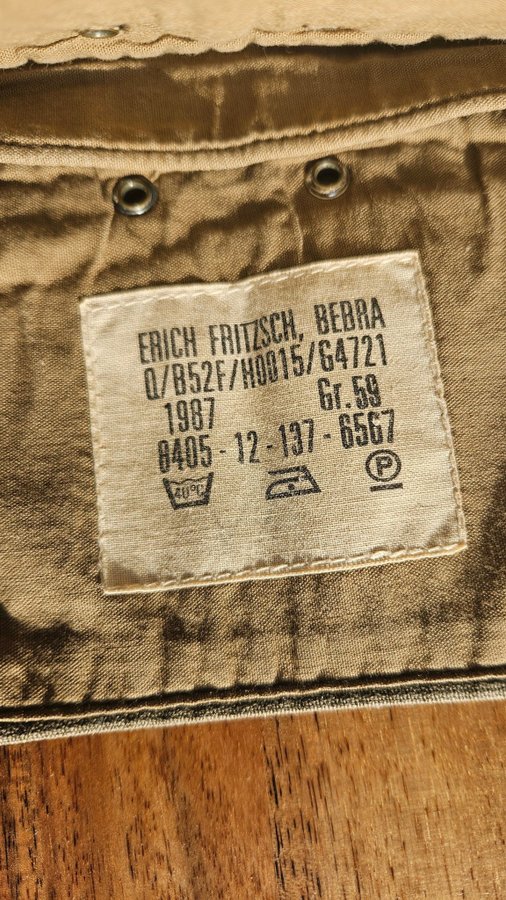 ERICH FRITZSCH, BEBRA
Q/B52F/H0015/G4721
1987 Gr. 59
8405-12-137-6567
40°C P